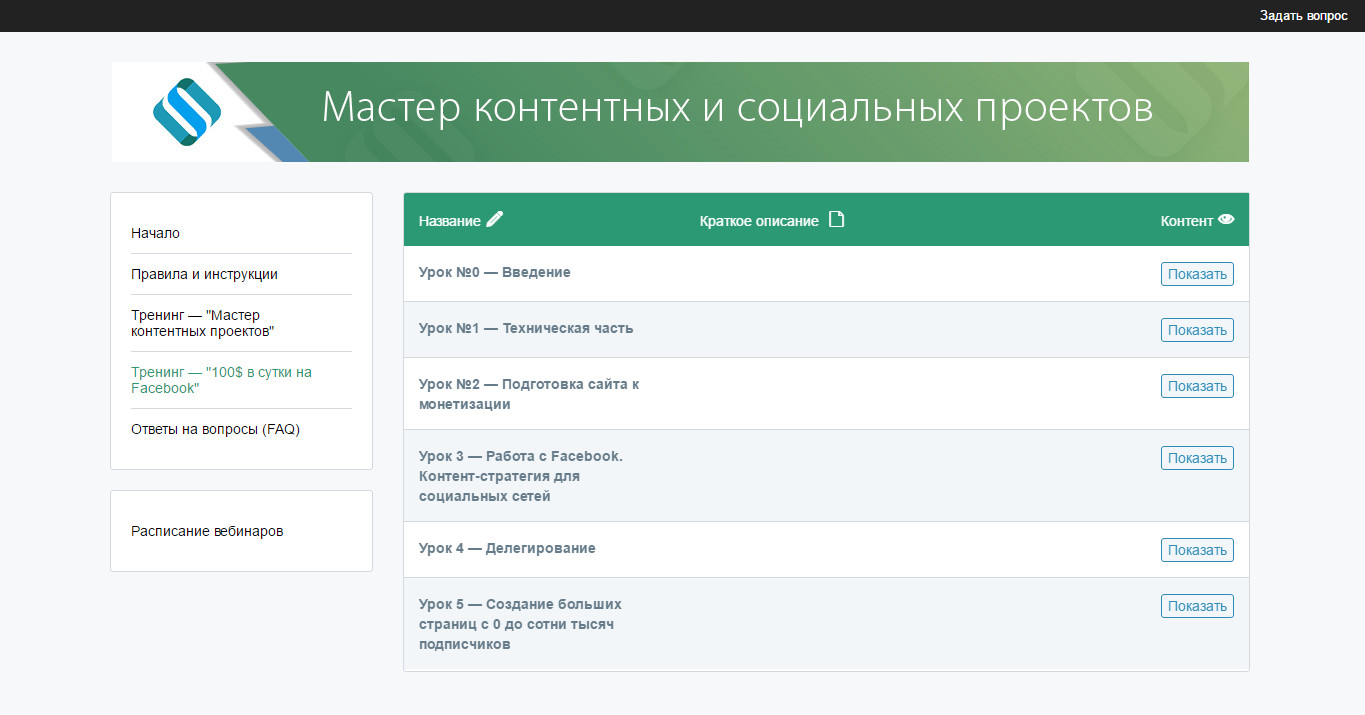 Задать вопрос
Мастер контентных и социальных проектов
Начало
Правила и инструкции
Тренинг — "Мастер
контентных проектов"
Тренинг — "100$ в сутки на
Facebook"
Ответы на вопросы (FAQ)
Расписание вебинаров
Название Краткое описание Контент
Урок №0 — Введение Показать
Урок №1 — Техническая часть Показать
Урок №2 — Подготовка сайта к Показать
монетизации
Урок 3 — Работа с Facebook. Показать
Контент-стратегия для
социальных сетей
Урок 4 — Делегирование Показать
Урок 5 — Создание больших Показать
страниц с 0 до сотни тысяч
подписчиков